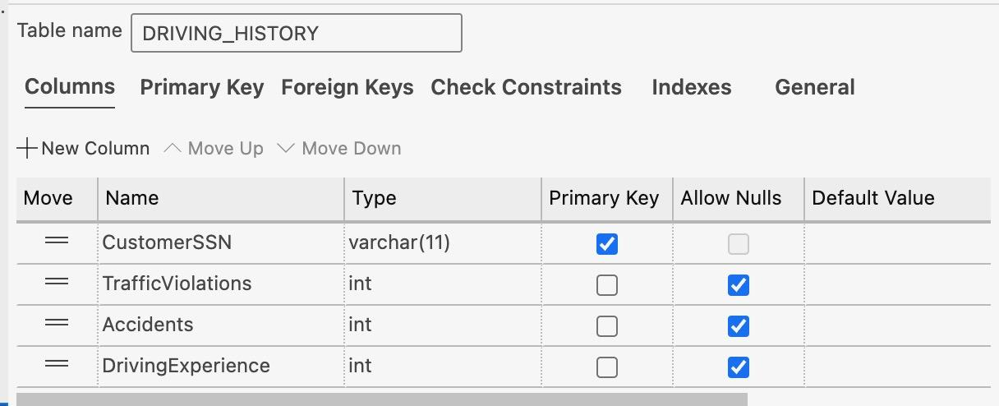 Table name DRIVING_HISTORY
Columns Primary Key Foreign Keys Check Constraints Indexes General
New Column Move Up Move Down
Move Name Type Primary Key Allow Nulls Default Value
CustomerSSN varchar(11)
TrafficViolations int
Accidents int
DrivingExperience int